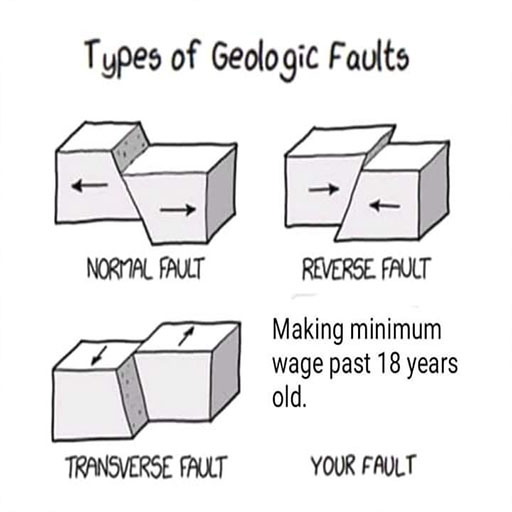 Types of Geologic Faults
NORMAL FAULT
REVERSE FAULT
Making minimum
wage past 18 years
old.
TRANSVERSE FAULT
YOUR FAULT